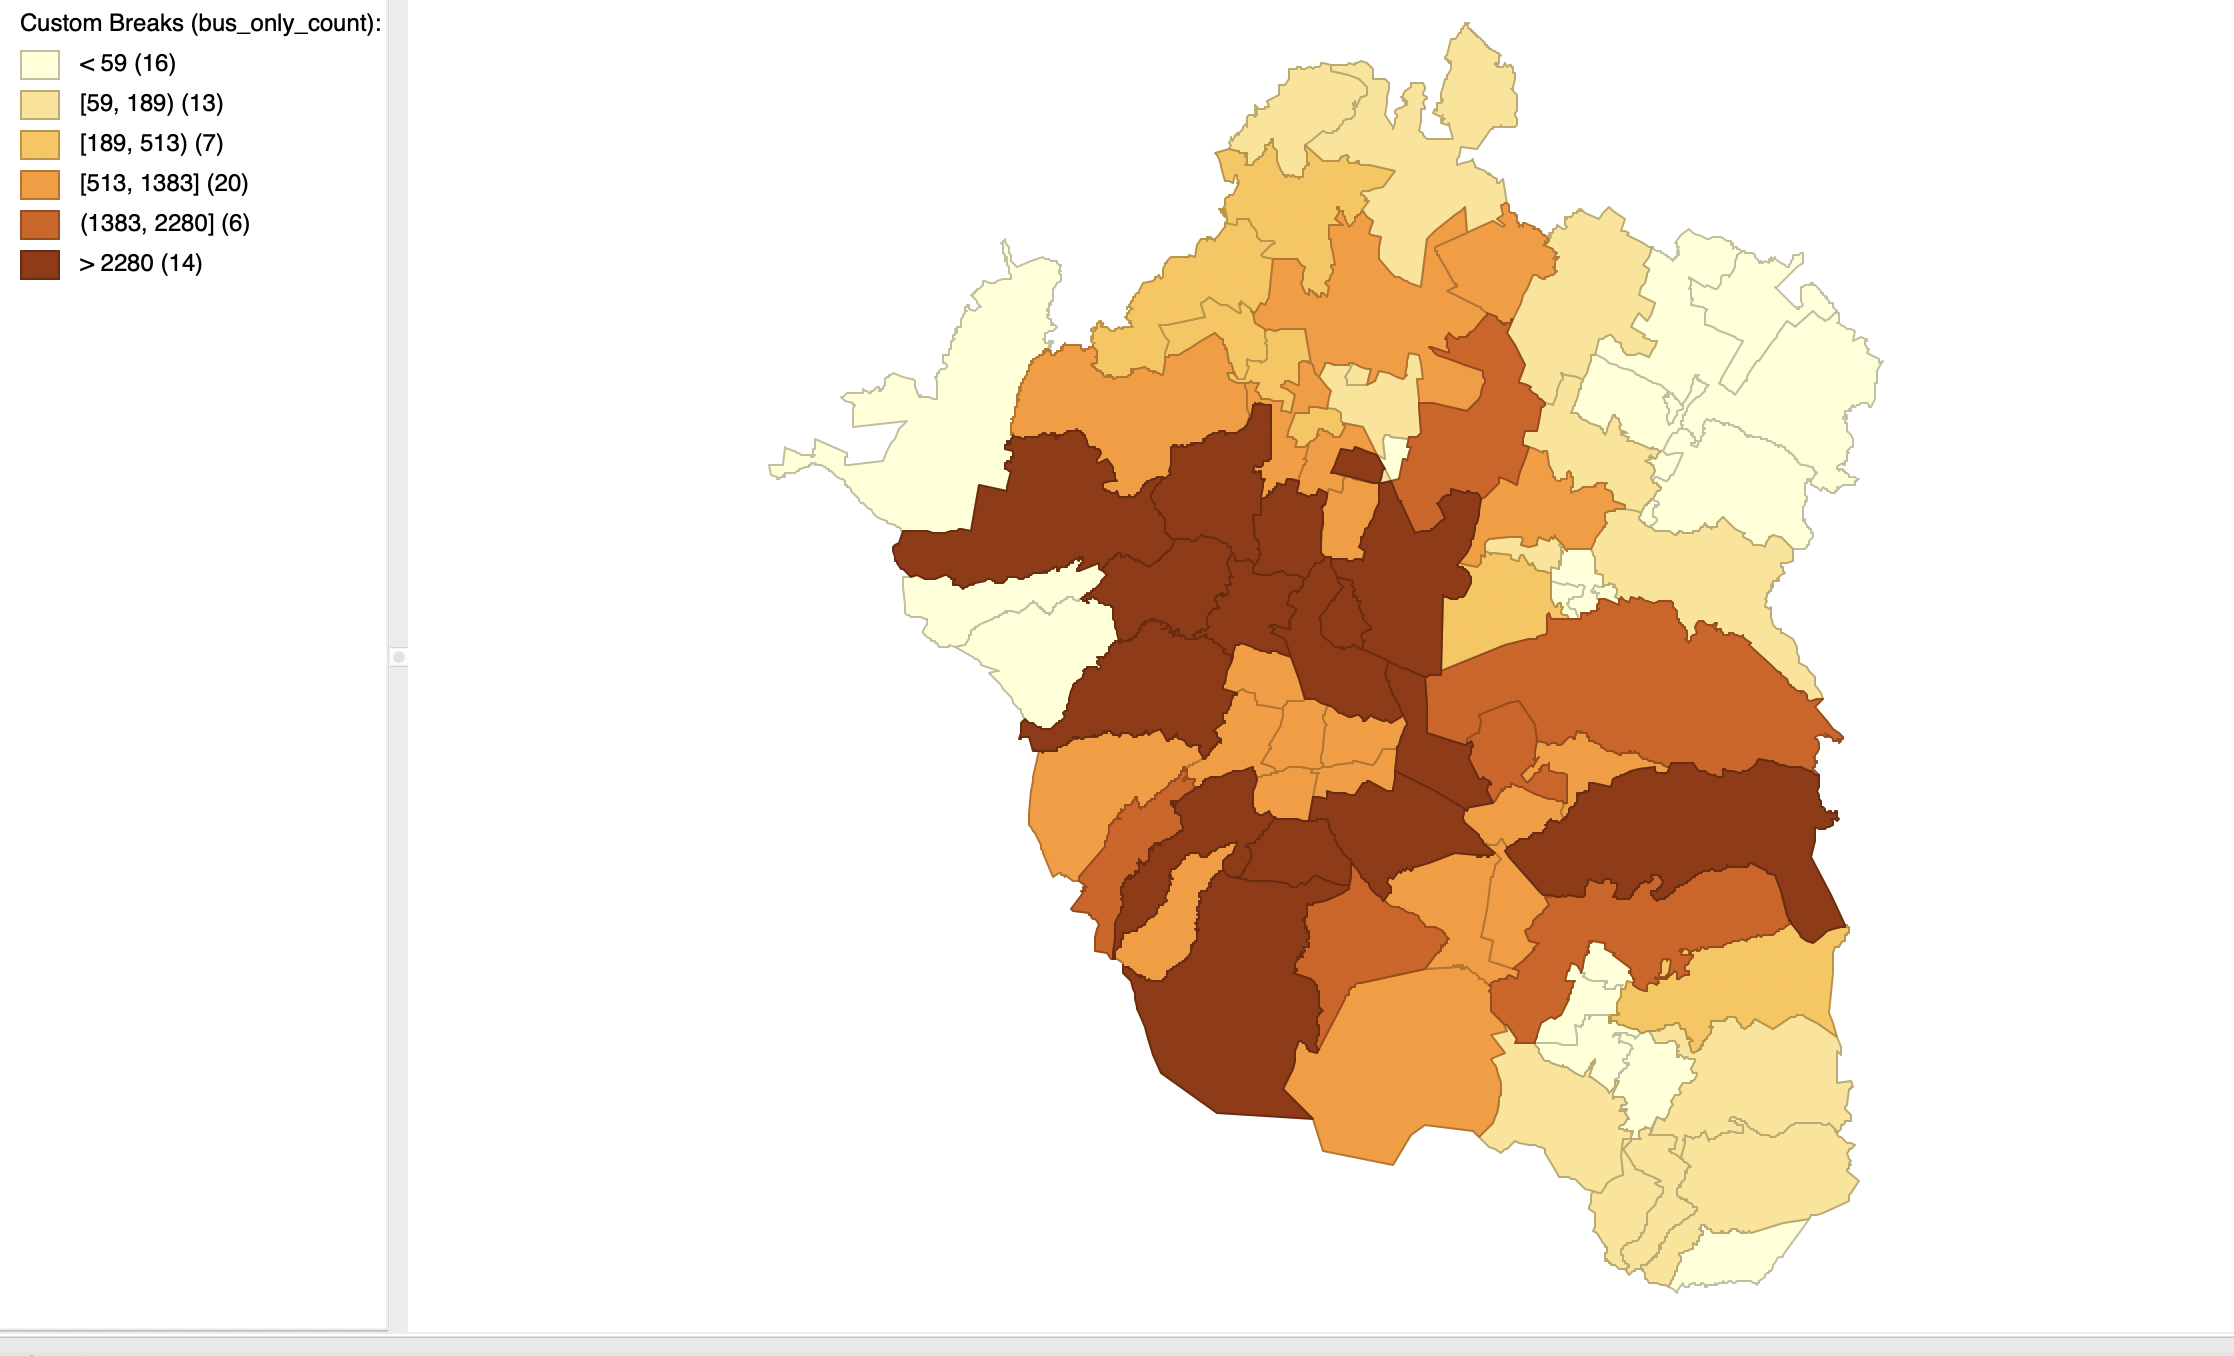 Custom Breaks (bus_only_count):
< 59 (16)
[59, 189) (13)
[189, 513) (7)
[513, 1383] (20)
(1383, 2280] (6)
> 2280 (14)